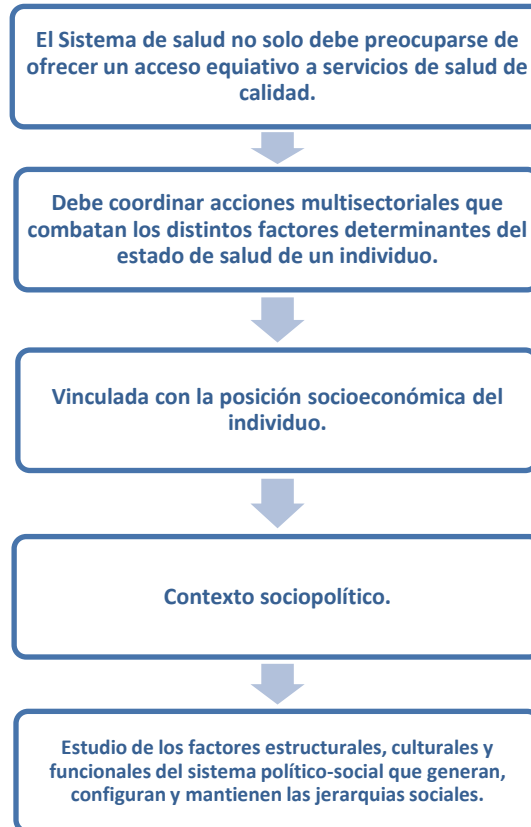 El Sistema de salud no solo debe preocuparse de
ofrecer un acceso equiativo a servicios de salud de
calidad.
Debe coordinar acciones multisectoriales que
combatan los distintos factores determinantes del
estado de salud de un individuo.
Vinculada con la posición socioeconómica del
individuo.
Contexto sociopolítico.
Estudio de los factores estructurales, culturales y
funcionales del sistema político-social que generan,
configuran y mantienen las jerarquias sociales.